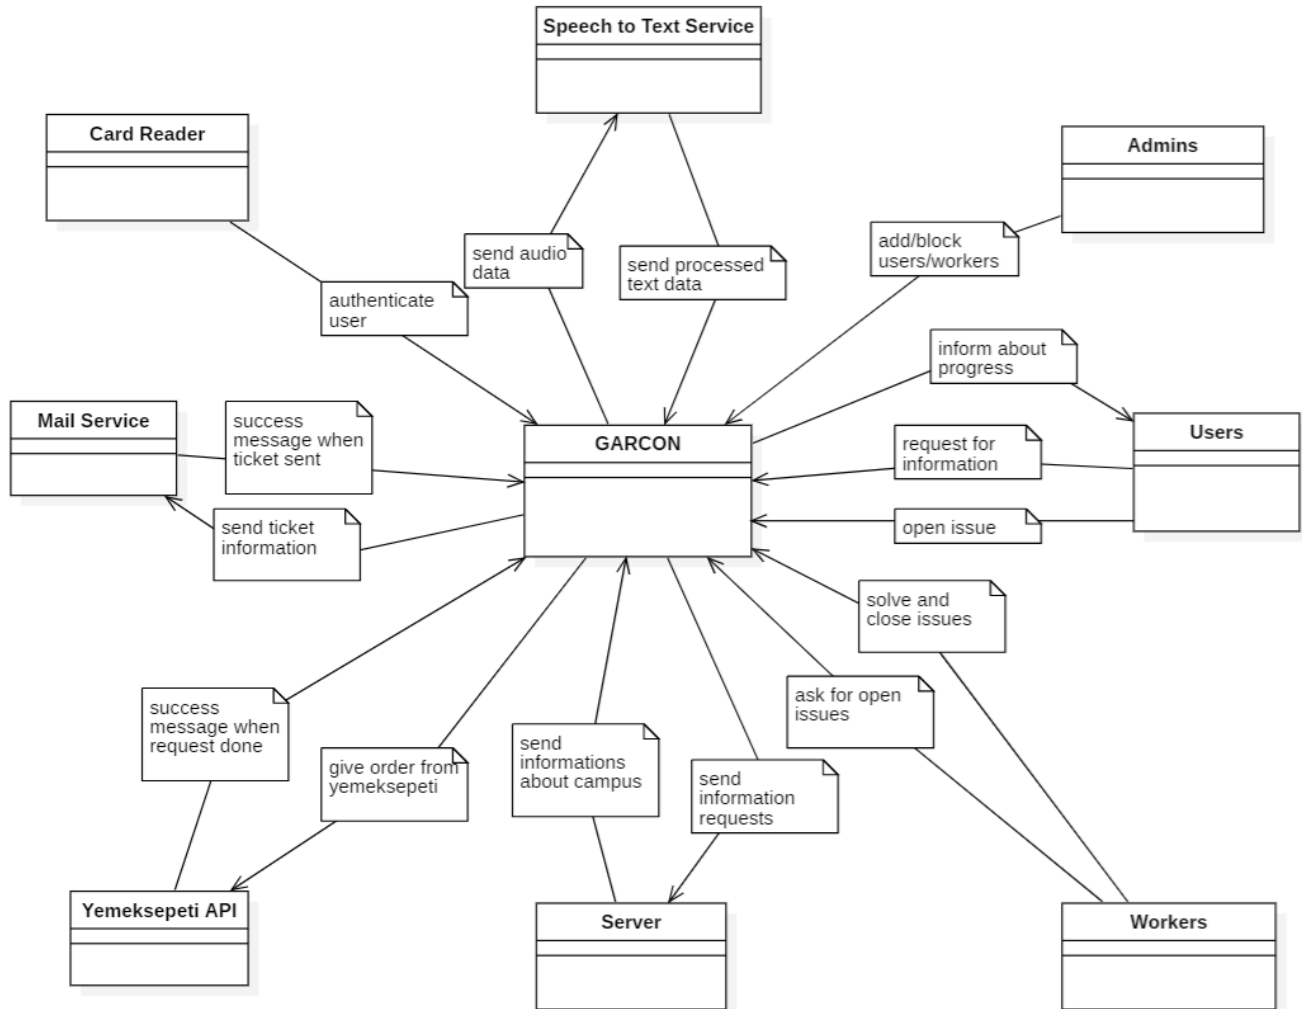 Speech to Text Service
Card Reader
Admins
send audio
data
send processed
text data
add/block
users/workers
authenticate
user
inform about
progress
Mail Service
success
message when
ticket sent
GARCON
request for
information
Users
send ticket
information
open issue
solve and
close issues
success
message when
request done
give order from
yemeksepeti
send
informations
about campus
send
information
requests
ask for open
issues
Yemeksepeti API
Server
Workers